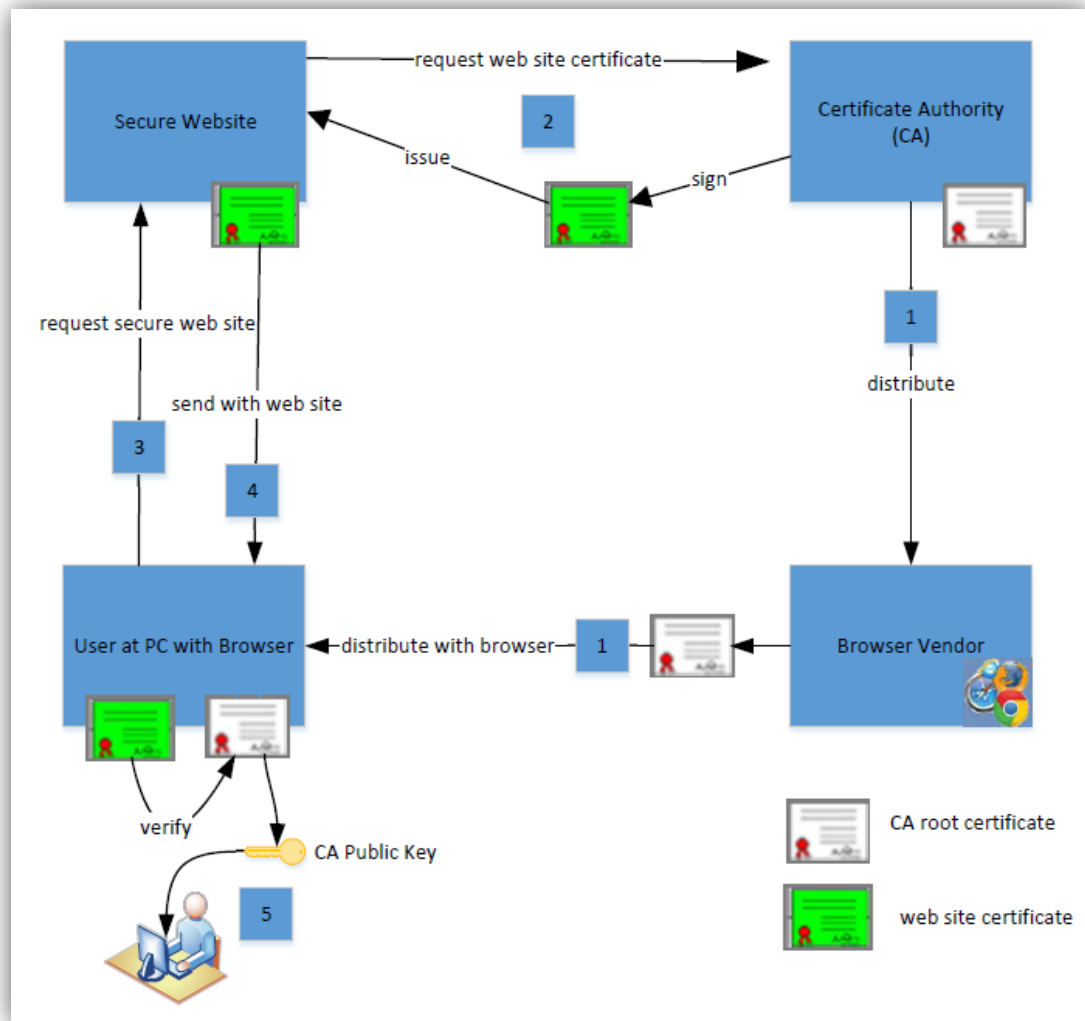 request web site certificate
Secure Website
2
Certificate Authority
(CA)
issue
sign
1
request secure web site
distribute
send with web site
3
4
User at PC with Browser
distribute with browser
1
Browser Vendor
verify
CA Public Key
5
CA root certificate
web site certificate